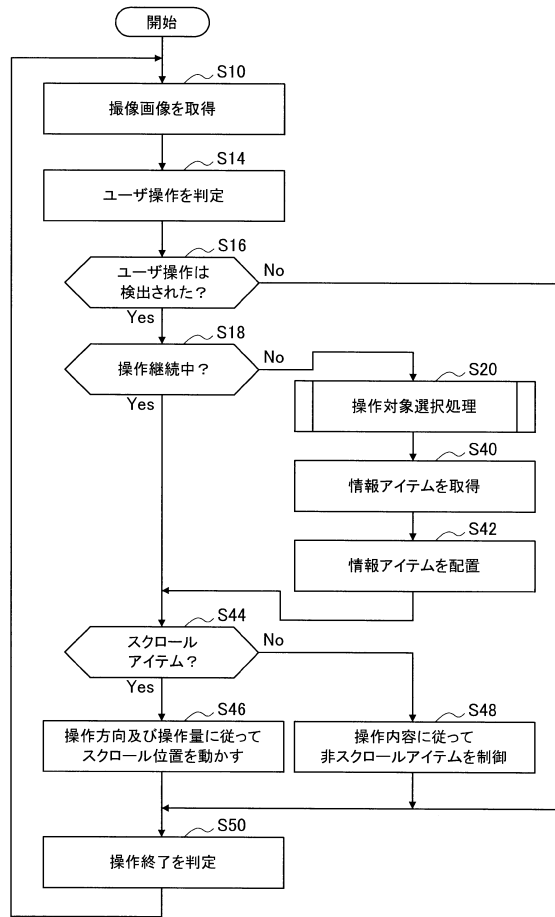 開始
S10
撮像画像を取得
S14
ユーザ操作を判定
S16
ユーザ操作は
検出された？
No
Yes
S18
操作継続中？
No
Yes
S20
操作対象選択処理
S40
情報アイテムを取得
S42
情報アイテムを配置
S44
スクロール
アイテム？
No
Yes
S46
操作方向及び操作量に従って
スクロール位置を動かす
S48
操作内容に従って
非スクロールアイテムを制御
S50
操作終了を判定